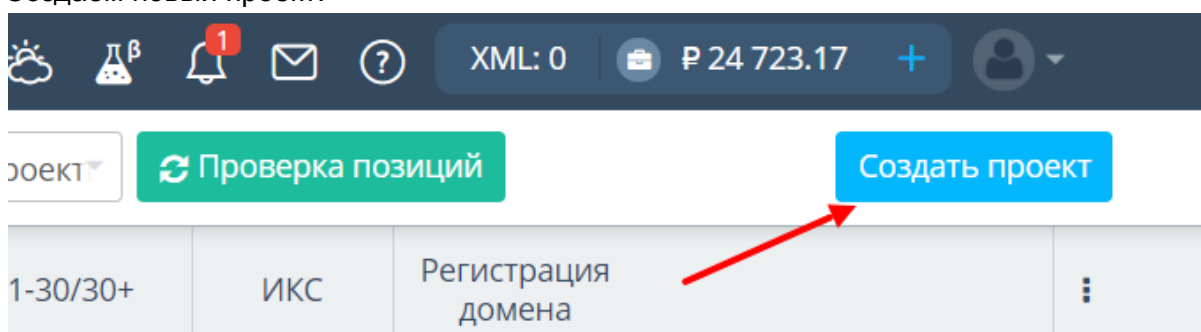 β
1
? XML: 0 ₽ 24 723.17 +
Проверка позиций Создать проект
1-30/30+ ИКС Регистрация
домена